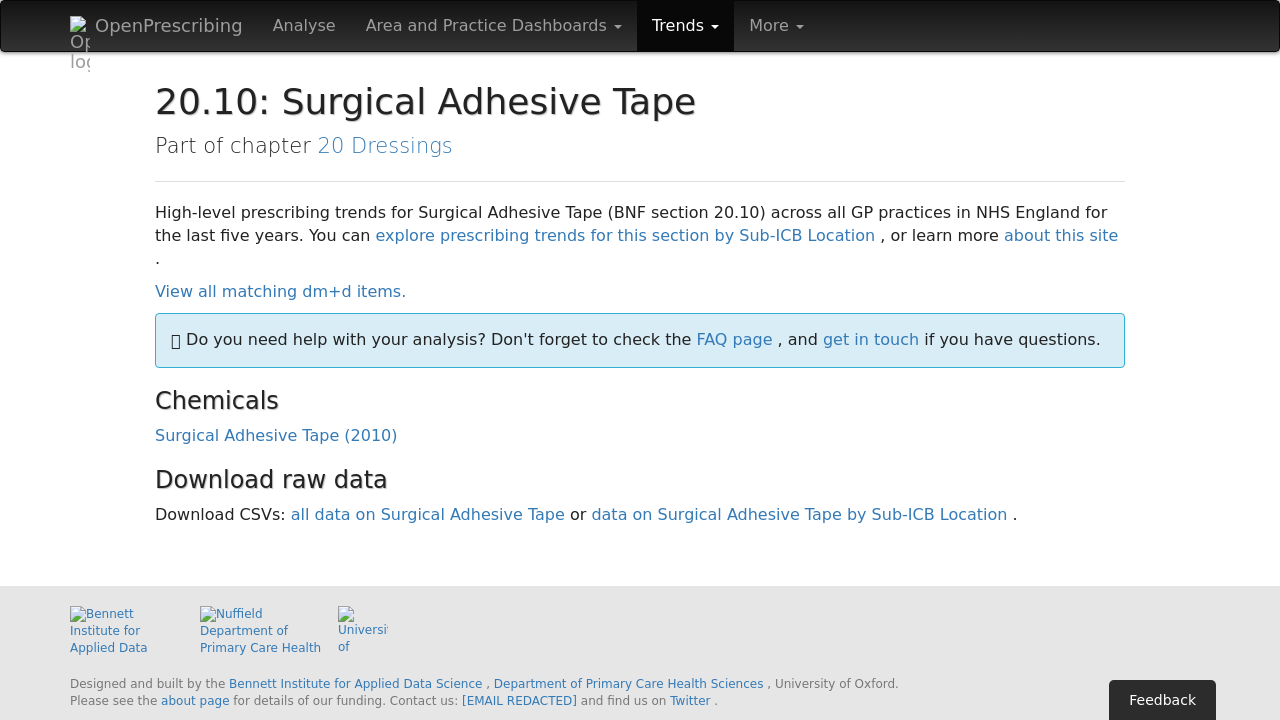 OpenPrescribing
Analyse
Area and Practice Dashboards
Trends
More
20.10: Surgical Adhesive Tape
Part of chapter 20 Dressings
High-level prescribing trends for Surgical Adhesive Tape (BNF section 20.10) across all GP practices in NHS England for
the last five years. You can explore prescribing trends for this section by Sub-ICB Location , or learn more about this site
.
View all matching dm+d items.
Do you need help with your analysis? Don't forget to check the FAQ page , and get in touch if you have questions.
Chemicals
Surgical Adhesive Tape (2010)
Download raw data
Download CSVs: all data on Surgical Adhesive Tape or data on Surgical Adhesive Tape by Sub-ICB Location .
Bennett
Institute for
Applied Data
Nuffield
Department of
Primary Care Health
of
Designed and built by the Bennett Institute for Applied Data Science , Department of Primary Care Health Sciences , University of Oxford.
Please see the about page for details of our funding. Contact us: [EMAIL REDACTED] and find us on Twitter .
Feedback